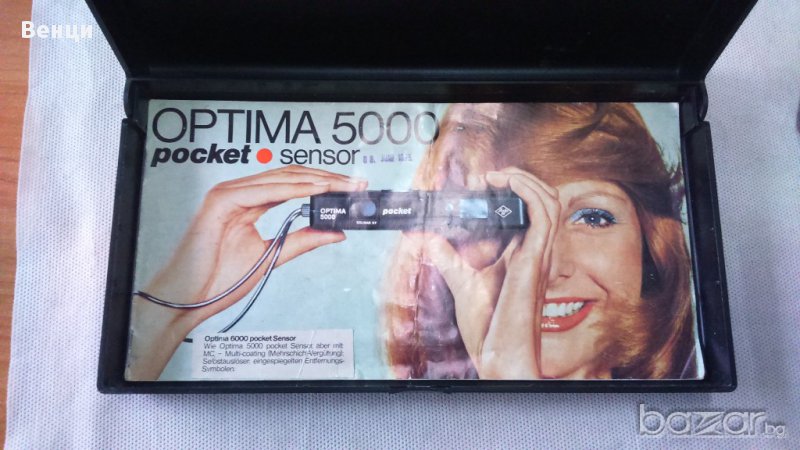 Венци
OPTIMA 5000
pocket sensor
OPTIMA
5000
pocket
Optima 6000 pocket Sensor
Wie Optima 5000 pocket Sensor, aber mit
MC - Multi-coating (Mehrschich-Vergütung).
Selbstauslöser, eingespiegelten Entfernungs-
Symbolen.
bazar.bg